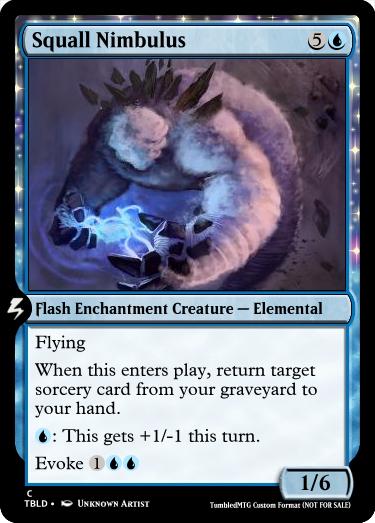 Squall Nimbulus 5
Flash Enchantment Creature — Elemental
Flying
When this enters play, return target
sorcery card from your graveyard to
your hand.
: This gets +1/-1 this turn.
Evoke 1
1/6
C
TBLD • Unknown Artist
TumbledMTG Custom Format (NOT FOR SALE)